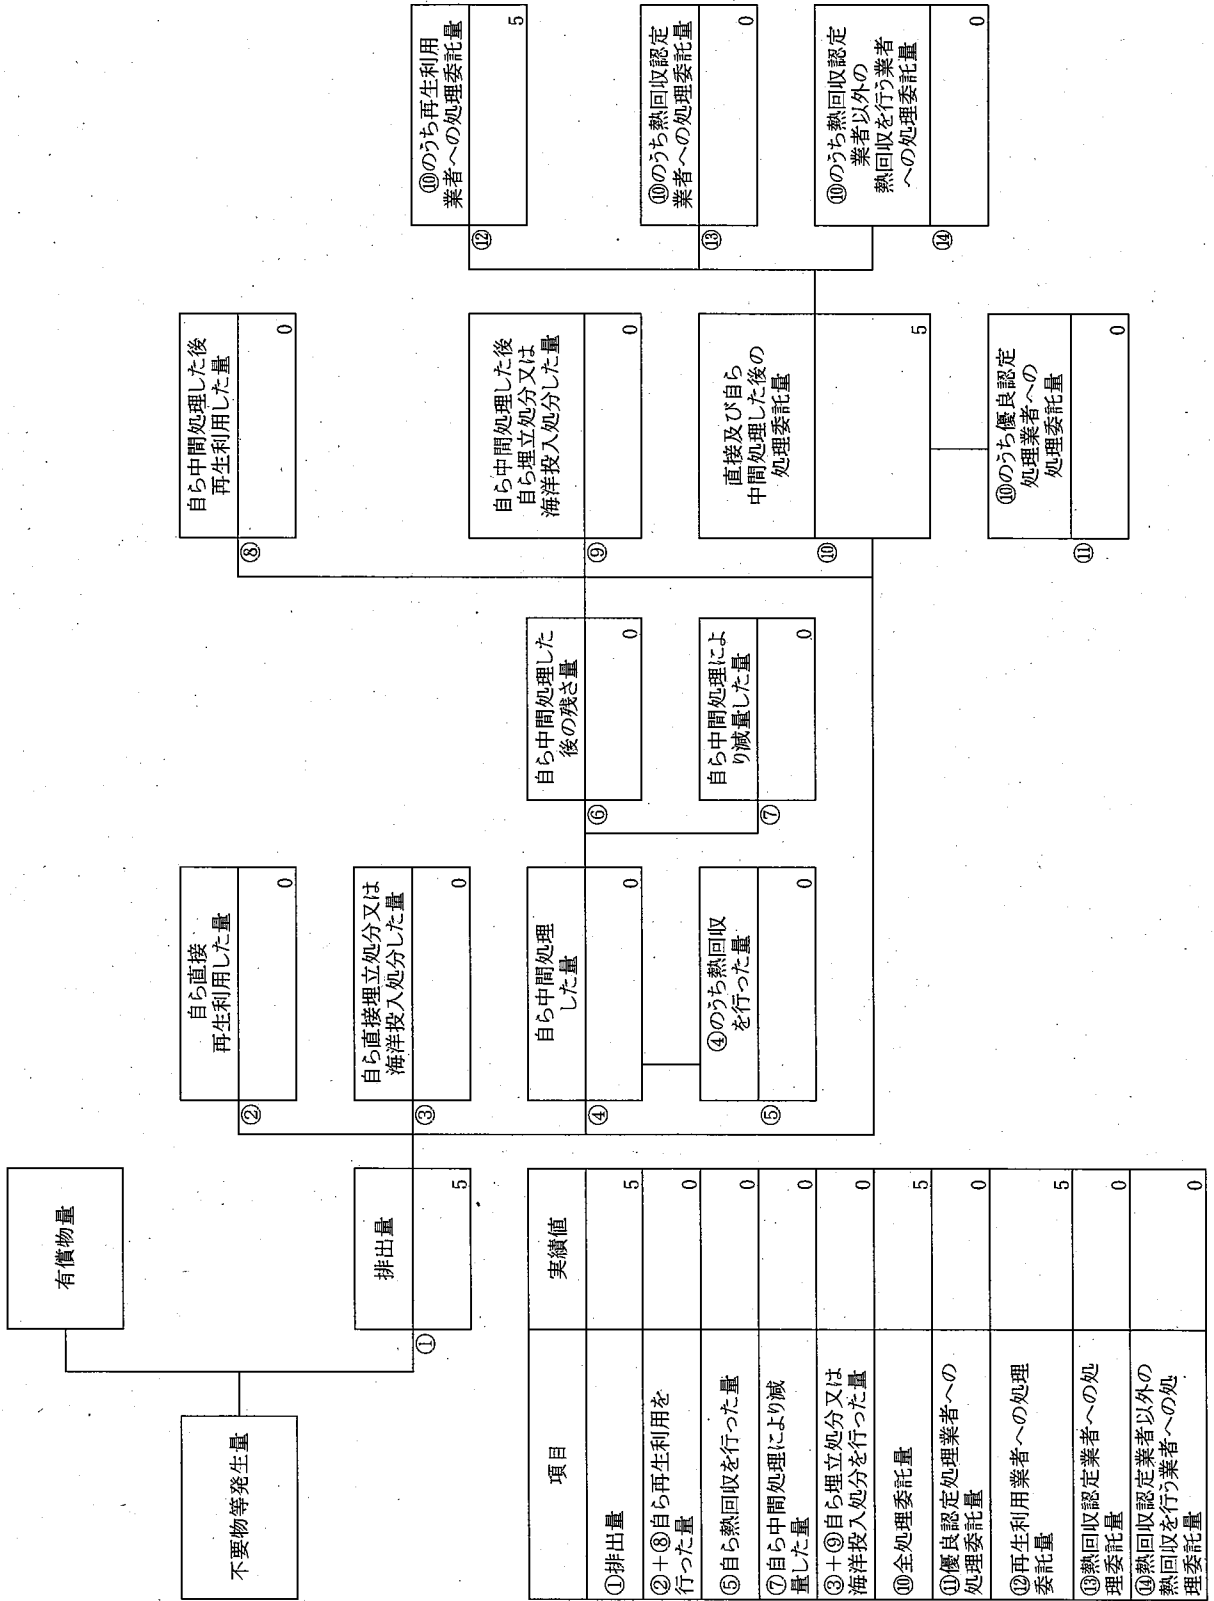 不要物等発生量
有償物量
排出量
①
5
自ら直接
再生利用した量
②
0
自ら直接埋立処分又は
海洋投入処分した量
③
0
自ら中間処理
した量
④
0
④のうち熱回収
を行った量
⑤
0
自ら中間処理した
後の残さ量
⑥
0
自ら中間処理によ
り減量した量
⑦
0
自ら中間処理した後
再生利用した量
⑧
0
自ら中間処理した後
自ら埋立処分又は
海洋投入処分した量
⑨
0
直接及び自ら
中間処理した後の
処理委託量
⑩
5
⑩のうち優良認定
処理業者への
処理委託量
⑪
0
⑩のうち再生利用
業者への処理委託量
⑫
5
⑩のうち熱回収認定
業者への処理委託量
⑬
0
⑩のうち熱回収認定
業者以外の
熱回収を行う業者
への処理委託量
⑭
0
項目 実績値
①排出量 5
②+⑧自ら再生利用を
行った量 0
⑤自ら熱回収を行った量 0
⑦自ら中間処理により減
量した量 0
③+⑨自ら埋立処分又は
海洋投入処分を行った量 0
⑩全処理委託量 5
⑪優良認定処理業者への
処理委託量 0
⑫再生利用業者への処理
委託量 5
⑬熱回収認定業者への処
理委託量 0
⑭熱回収認定業者以外の
熱回収を行う業者への処
理委託量 0